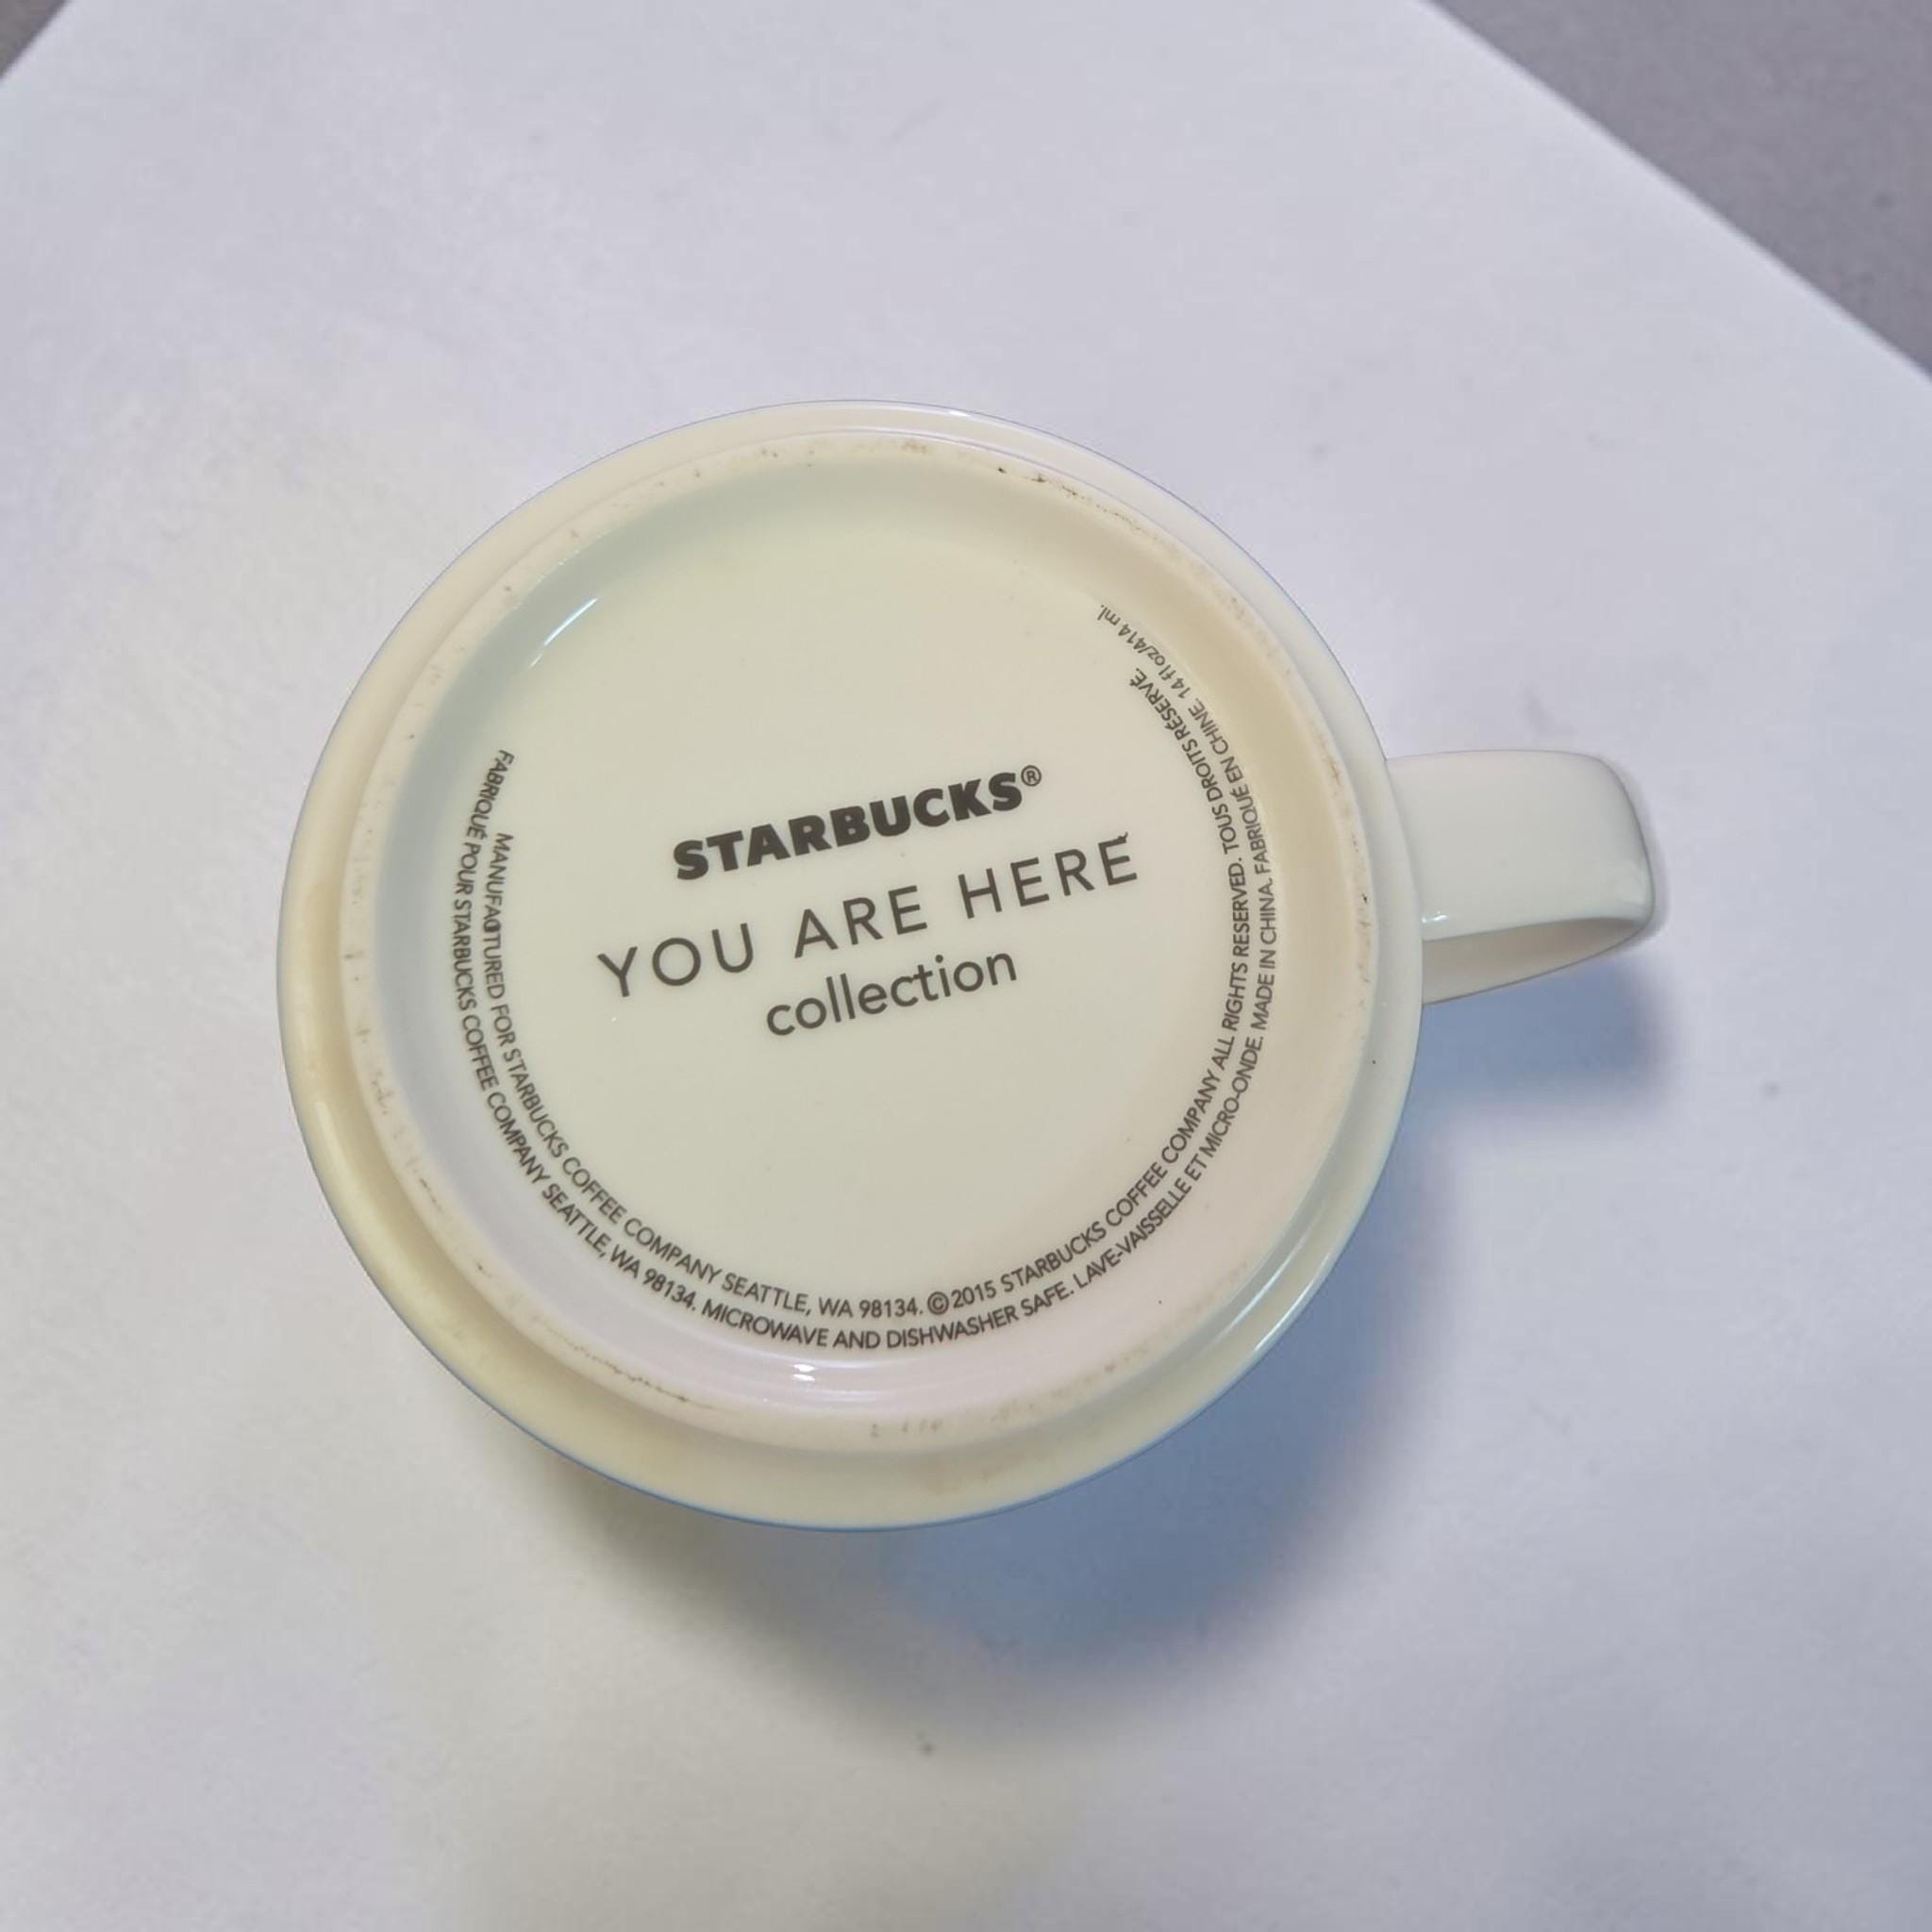 STARBUCKS®
YOU ARE HERE
collection
MANUFACTURED FOR STARBUCKS COFFEE COMPANY SEATTLE, WA 98134. ©2015 STARBUCKS COFFEE COMPANY ALL RIGHTS RESERVED. TOUS DROITS RÉSERVÉ.
FABRIQUÉ POUR STARBUCKS COFFEE COMPANY SEATTLE, WA 98134. MICROWAVE AND DISHWASHER SAFE. LAVE-VAISSELLE ET MICRO-ONDE. MADE IN CHINA. FABRIQUÉ EN CHINE. 14 fl oz/414 ml.